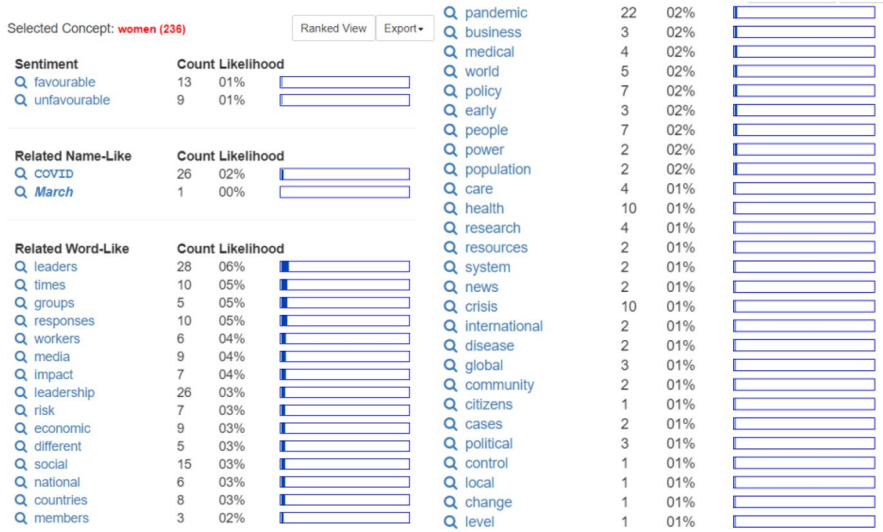 Selected Concept: women (236)
Ranked View
Export
Sentiment Count Likelihood
favourable 13 01%
unfavourable 9 01%
Related Name-Like Count Likelihood
COVID 26 02%
March 1 00%
Related Word-Like Count Likelihood
leaders 28 06%
times 10 05%
groups 5 05%
responses 10 05%
workers 6 04%
media 9 04%
impact 7 04%
leadership 26 03%
risk 7 03%
economic 9 03%
different 5 03%
social 15 03%
national 6 03%
countries 8 03%
members 3 02%
pandemic 22 02%
business 3 02%
medical 4 02%
world 5 02%
policy 7 02%
early 3 02%
people 7 02%
power 2 02%
population 2 02%
care 4 01%
health 10 01%
research 4 01%
resources 2 01%
system 2 01%
news 2 01%
crisis 10 01%
international 2 01%
disease 2 01%
global 3 01%
community 2 01%
citizens 1 01%
cases 2 01%
political 3 01%
control 1 01%
local 1 01%
change 1 01%
level 1 01%